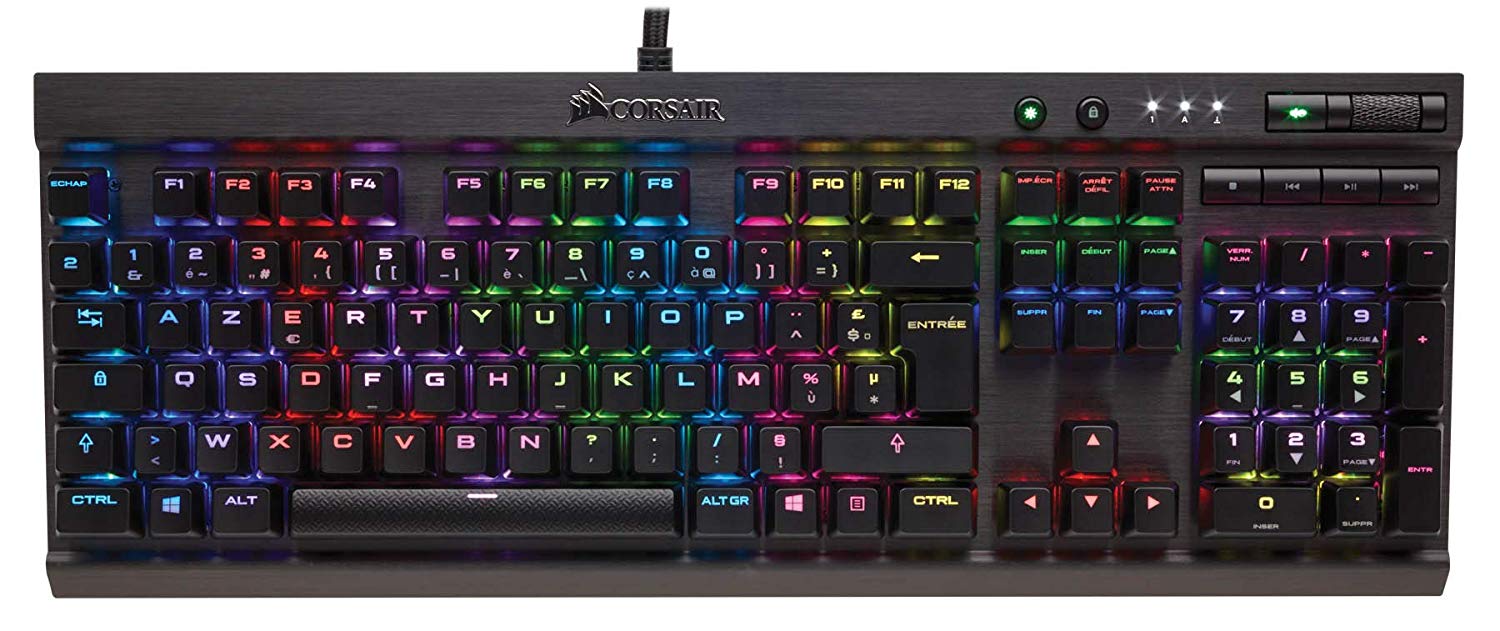 CORSAIR
1 A
ECHAP F1 F2 F3 F4 F5 F6 F7 F8 F9 F10 F11 F12 IMP.ÉCR ARRÊT DÉFIL PAUSE ATTN
2 1 2 3 4 5 6 7 8 9 0 ° +
& é ~ " # ' { ( [ - | è ` _ \ ç ^ à @ ) ] = }
INSER DÉBUT PAGE▲ VERR. NUM / * -
A Z E R T Y U I O P ¨ £ ENTRÉE
€ ^ $ ¤
SUPPR FIN PAGE▼ 7 8 9 +
DÉBUT ▲ PAGE▲
Q S D F G H J K L M % µ
_ _ ù *
4 5 6
◀ _ ▶
> W X C V B N ? . / §
< , ; : !
▲ 1 2 3 ENTR
FIN ▼ PAGE▼
CTRL ALT ALT GR CTRL ◀ ▼ ▶ 0 .
INSER SUPPR